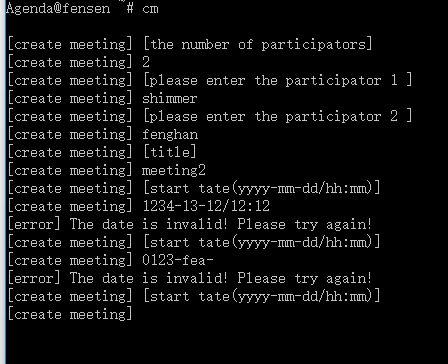 Agenda@fensen ~# cm
[create meeting] [the number of participators]
[create meeting] 2
[create meeting] [please enter the participator 1 ]
[create meeting] shimmer
[create meeting] [please enter the participator 2 ]
[create meeting] fenghan
[create meeting] [title]
[create meeting] meeting2
[create meeting] [start tate(yyyy-mm-dd/hh:mm)]
[create meeting] 1234-13-12/12:12
[error] The date is invalid! Please try again!
[create meeting] [start tate(yyyy-mm-dd/hh:mm)]
[create meeting] 0123-fea-
[error] The date is invalid! Please try again!
[create meeting] [start tate(yyyy-mm-dd/hh:mm)]
[create meeting]